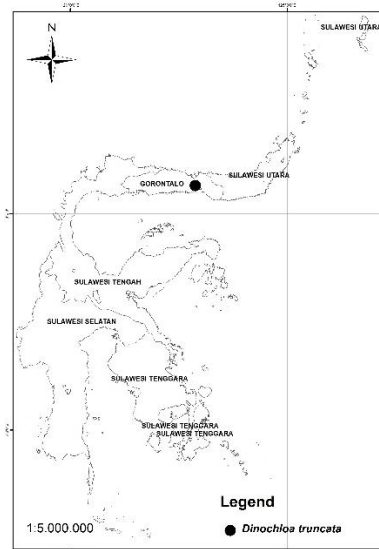 SULAWESI UTARA
N
SULAWESI UTARA
GORONTALO
SULAWESI TENGAH
SULAWESI SELATAN
SULAWESI TENGGARA
SULAWESI TENGGARA
SULAWESI TENGGARA
Legend
1:5.000.000
Dinochloa truncata